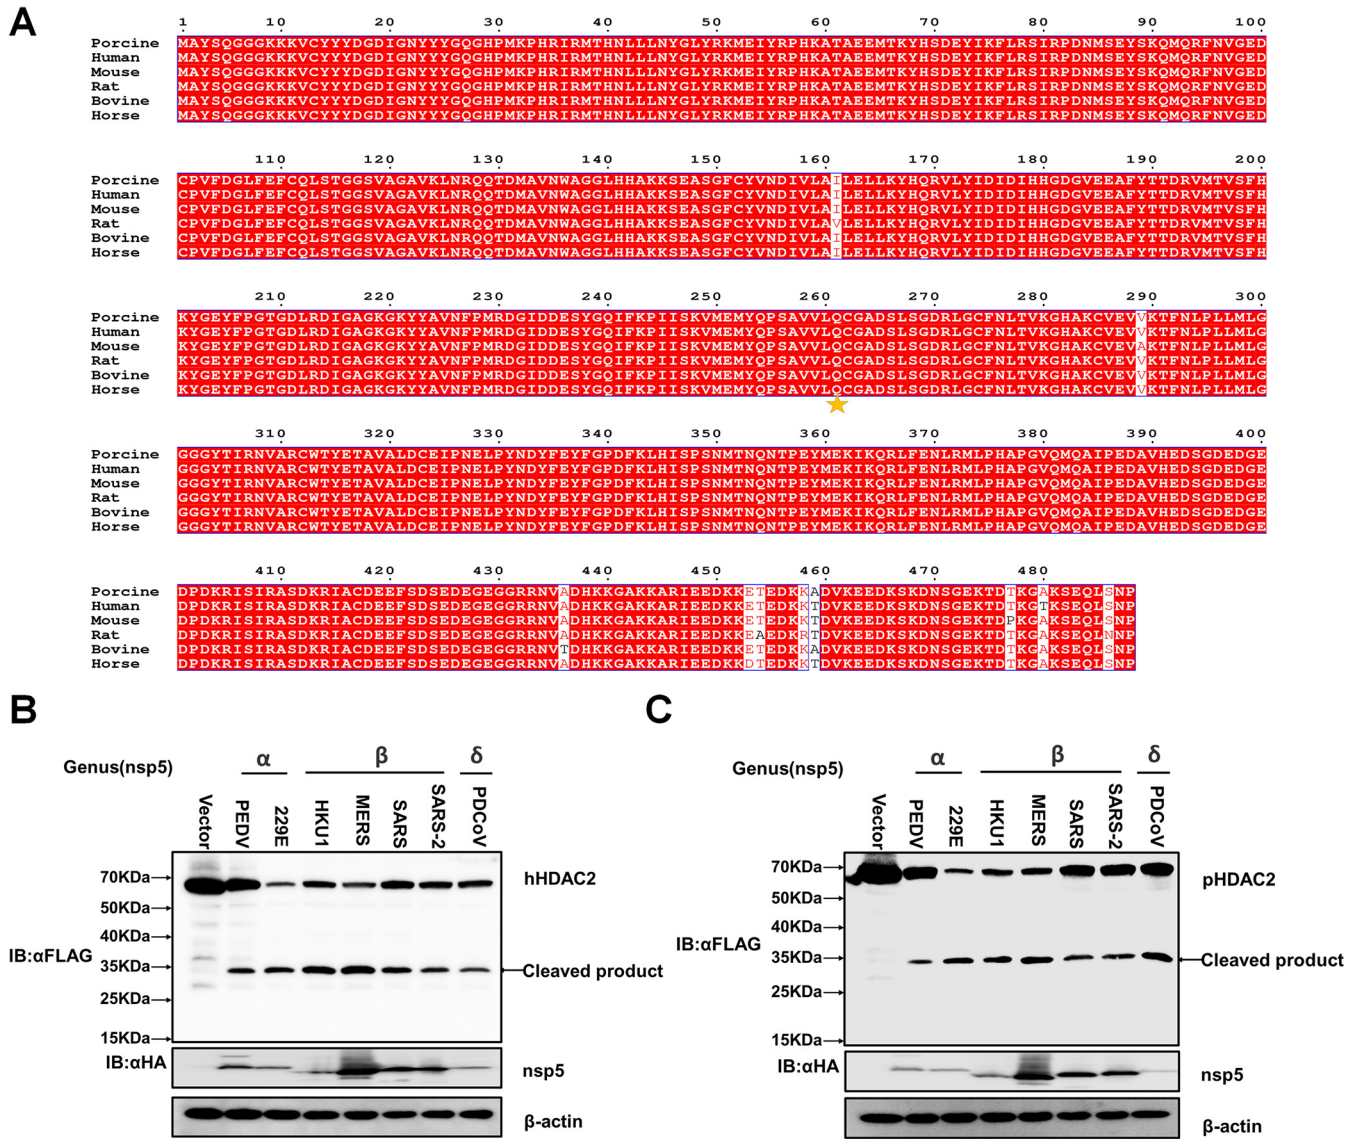 A
1 10 20 30 40 50 60 70 80 90 100
Porcine MAYSQGGGKKKVCYYYDGDIGNYYYGQGHPMKPHRIRMTHNLLLNYGLYRKMEIYRPHKATAEEMTKYHSDEYIKFLRSIRPDNMSEYSKQMQRFNVGED
Human MAYSQGGGKKKVCYYYDGDIGNYYYGQGHPMKPHRIRMTHNLLLNYGLYRKMEIYRPHKATAEEMTKYHSDEYIKFLRSIRPDNMSEYSKQMQRFNVGED
Mouse MAYSQGGGKKKVCYYYDGDIGNYYYGQGHPMKPHRIRMTHNLLLNYGLYRKMEIYRPHKATAEEMTKYHSDEYIKFLRSIRPDNMSEYSKQMQRFNVGED
Rat MAYSQGGGKKKVCYYYDGDIGNYYYGQGHPMKPHRIRMTHNLLLNYGLYRKMEIYRPHKATAEEMTKYHSDEYIKFLRSIRPDNMSEYSKQMQRFNVGED
Bovine MAYSQGGGKKKVCYYYDGDIGNYYYGQGHPMKPHRIRMTHNLLLNYGLYRKMEIYRPHKATAEEMTKYHSDEYIKFLRSIRPDNMSEYSKQMQRFNVGED
Horse MAYSQGGGKKKVCYYYDGDIGNYYYGQGHPMKPHRIRMTHNLLLNYGLYRKMEIYRPHKATAEEMTKYHSDEYIKFLRSIRPDNMSEYSKQMQRFNVGED
110 120 130 140 150 160 170 180 190 200
Porcine CPVFDGLFEFCQLSTGGSVAGAVKLNRQQTDMAVNWAGGLHHAKKSEASGFCYVNDIVLAILELLKYHQRVLYIDIDIHHGDGVEEAFYTTDRVMTVSFH
Human CPVFDGLFEFCQLSTGGSVAGAVKLNRQQTDMAVNWAGGLHHAKKSEASGFCYVNDIVLAILELLKYHQRVLYIDIDIHHGDGVEEAFYTTDRVMTVSFH
Mouse CPVFDGLFEFCQLSTGGSVAGAVKLNRQQTDMAVNWAGGLHHAKKSEASGFCYVNDIVLAILELLKYHQRVLYIDIDIHHGDGVEEAFYTTDRVMTVSFH
Rat CPVFDGLFEFCQLSTGGSVAGAVKLNRQQTDMAVNWAGGLHHAKKSEASGFCYVNDIVLAVLELLKYHQRVLYIDIDIHHGDGVEEAFYTTDRVMTVSFH
Bovine CPVFDGLFEFCQLSTGGSVAGAVKLNRQQTDMAVNWAGGLHHAKKSEASGFCYVNDIVLAILELLKYHQRVLYIDIDIHHGDGVEEAFYTTDRVMTVSFH
Horse CPVFDGLFEFCQLSTGGSVAGAVKLNRQQTDMAVNWAGGLHHAKKSEASGFCYVNDIVLAILELLKYHQRVLYIDIDIHHGDGVEEAFYTTDRVMTVSFH
210 220 230 240 250 260 270 280 290 300
Porcine KYGEYFPGTGDLRDIGAGKGKYYAVNFPMRDGIDDESYGQIFKPIISKVMEMYQPSAVVLQCGADSLSGDRLGCFNLTVKGHAKCVEVVKTFNLPLLMLG
Human KYGEYFPGTGDLRDIGAGKGKYYAVNFPMRDGIDDESYGQIFKPIISKVMEMYQPSAVVLQCGADSLSGDRLGCFNLTVKGHAKCVEVVKTFNLPLLMLG
Mouse KYGEYFPGTGDLRDIGAGKGKYYAVNFPMRDGIDDESYGQIFKPIISKVMEMYQPSAVVLQCGADSLSGDRLGCFNLTVKGHAKCVEVAKTFNLPLLMLG
Rat KYGEYFPGTGDLRDIGAGKGKYYAVNFPMRDGIDDESYGQIFKPIISKVMEMYQPSAVVLQCGADSLSGDRLGCFNLTVKGHAKCVEVVKTFNLPLLMLG
Bovine KYGEYFPGTGDLRDIGAGKGKYYAVNFPMRDGIDDESYGQIFKPIISKVMEMYQPSAVVLQCGADSLSGDRLGCFNLTVKGHAKCVEVVKTFNLPLLMLG
Horse KYGEYFPGTGDLRDIGAGKGKYYAVNFPMRDGIDDESYGQIFKPIISKVMEMYQPSAVVLQCGADSLSGDRLGCFNLTVKGHAKCVEVVKTFNLPLLMLG
310 320 330 340 350 360 370 380 390 400
Porcine GGGYTIRNVARCWTYETAVALDCEIPNELPYNDYFEYFGPDFKLHISPSNMTNQNTPEYMEKIKQRLFENLRMLPHAPGVQMQAIPEDAVHEDSGDEDGE
Human GGGYTIRNVARCWTYETAVALDCEIPNELPYNDYFEYFGPDFKLHISPSNMTNQNTPEYMEKIKQRLFENLRMLPHAPGVQMQAIPEDAVHEDSGDEDGE
Mouse GGGYTIRNVARCWTYETAVALDCEIPNELPYNDYFEYFGPDFKLHISPSNMTNQNTPEYMEKIKQRLFENLRMLPHAPGVQMQAIPEDAVHEDSGDEDGE
Rat GGGYTIRNVARCWTYETAVALDCEIPNELPYNDYFEYFGPDFKLHISPSNMTNQNTPEYMEKIKQRLFENLRMLPHAPGVQMQAIPEDAVHEDSGDEDGE
Bovine GGGYTIRNVARCWTYETAVALDCEIPNELPYNDYFEYFGPDFKLHISPSNMTNQNTPEYMEKIKQRLFENLRMLPHAPGVQMQAIPEDAVHEDSGDEDGE
Horse GGGYTIRNVARCWTYETAVALDCEIPNELPYNDYFEYFGPDFKLHISPSNMTNQNTPEYMEKIKQRLFENLRMLPHAPGVQMQAIPEDAVHEDSGDEDGE
410 420 430 440 450 460 470 480
Porcine DPDKRISIRASDKRIACDEEFSDSEDEGEGGRRNVADHKKGAKKARIEEDKKETEDKKADVKEEDKSKDNSGEKTDTKGAKSEQLSNP
Human DPDKRISIRASDKRIACDEEFSDSEDEGEGGRRNVADHKKGAKKARIEEDKKETEDKKTDVKEEDKSKDNSGEKTDTKGTKSEQLSNP
Mouse DPDKRISIRASDKRIACDEEFSDSEDEGEGGRRNVADHKKGAKKARIEEDKKETEDKKTDVKEEDKSKDNSGEKTDPKGAKSEQLSNP
Rat DPDKRISIRASDKRIACDEEFSDSEDEGEGGRRNVADHKKGAKKARIEEDKKEAEDKRTDVKEEDKSKDNSGEKTDTKGAKSEQLNNP
Bovine DPDKRISIRASDKRIACDEEFSDSEDEGEGGRRNVTDHKKGAKKARIEEDKKETEDKKADVKEEDKSKDNSGEKTDTKGAKSEQLSNP
Horse DPDKRISIRASDKRIACDEEFSDSEDEGEGGRRNVADHKKGAKKARIEEDKKDTEDKKADVKEEDKSKDNSGEKTDTKGAKSEQLSNP
B
Genus(nsp5) α β δ
Vector PEDV 229E HKU1 MERS SARS SARS-2 PDCoV
70KDa
hHDAC2
50KDa
40KDa
IB:αFLAG
35KDa
Cleaved product
25KDa
15KDa
IB:αHA
nsp5
β-actin
C
Genus(nsp5) α β δ
Vector PEDV 229E HKU1 MERS SARS SARS-2 PDCoV
70KDa
pHDAC2
50KDa
40KDa
IB:αFLAG
35KDa
Cleaved product
25KDa
15KDa
IB:αHA
nsp5
β-actin